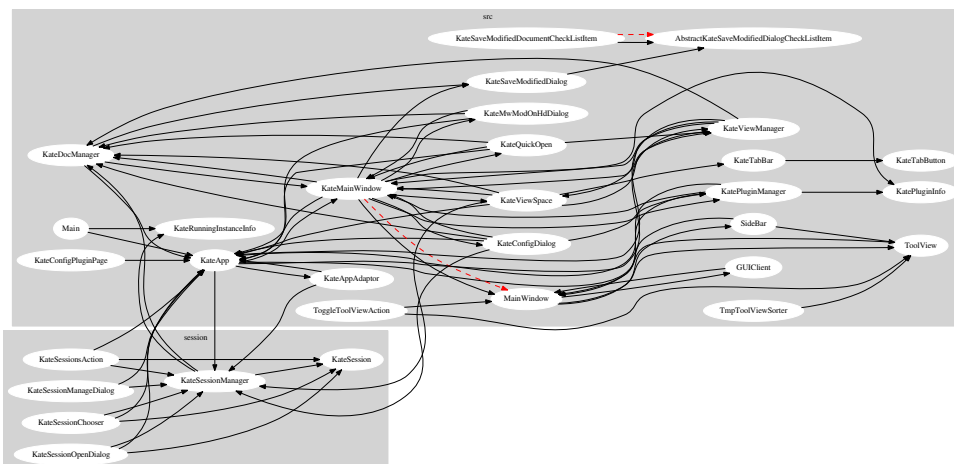 src
KateSaveModifiedDocumentCheckListItem
AbstractKateSaveModifiedDialogCheckListItem
KateSaveModifiedDialog
KateMwModOnHdDialog
KateViewManager
KateDocManager
KateQuickOpen
KateTabBar
KateTabButton
KateMainWindow
KateViewSpace
KatePluginManager
KatePluginInfo
Main
KateRunningInstanceInfo
SideBar
KateConfigDialog
ToolView
KateConfigPluginPage
KateApp
GUIClient
KateAppAdaptor
MainWindow
ToggleToolViewAction
TmpToolViewSorter
session
KateSessionsAction
KateSession
KateSessionManager
KateSessionManageDialog
KateSessionChooser
KateSessionOpenDialog